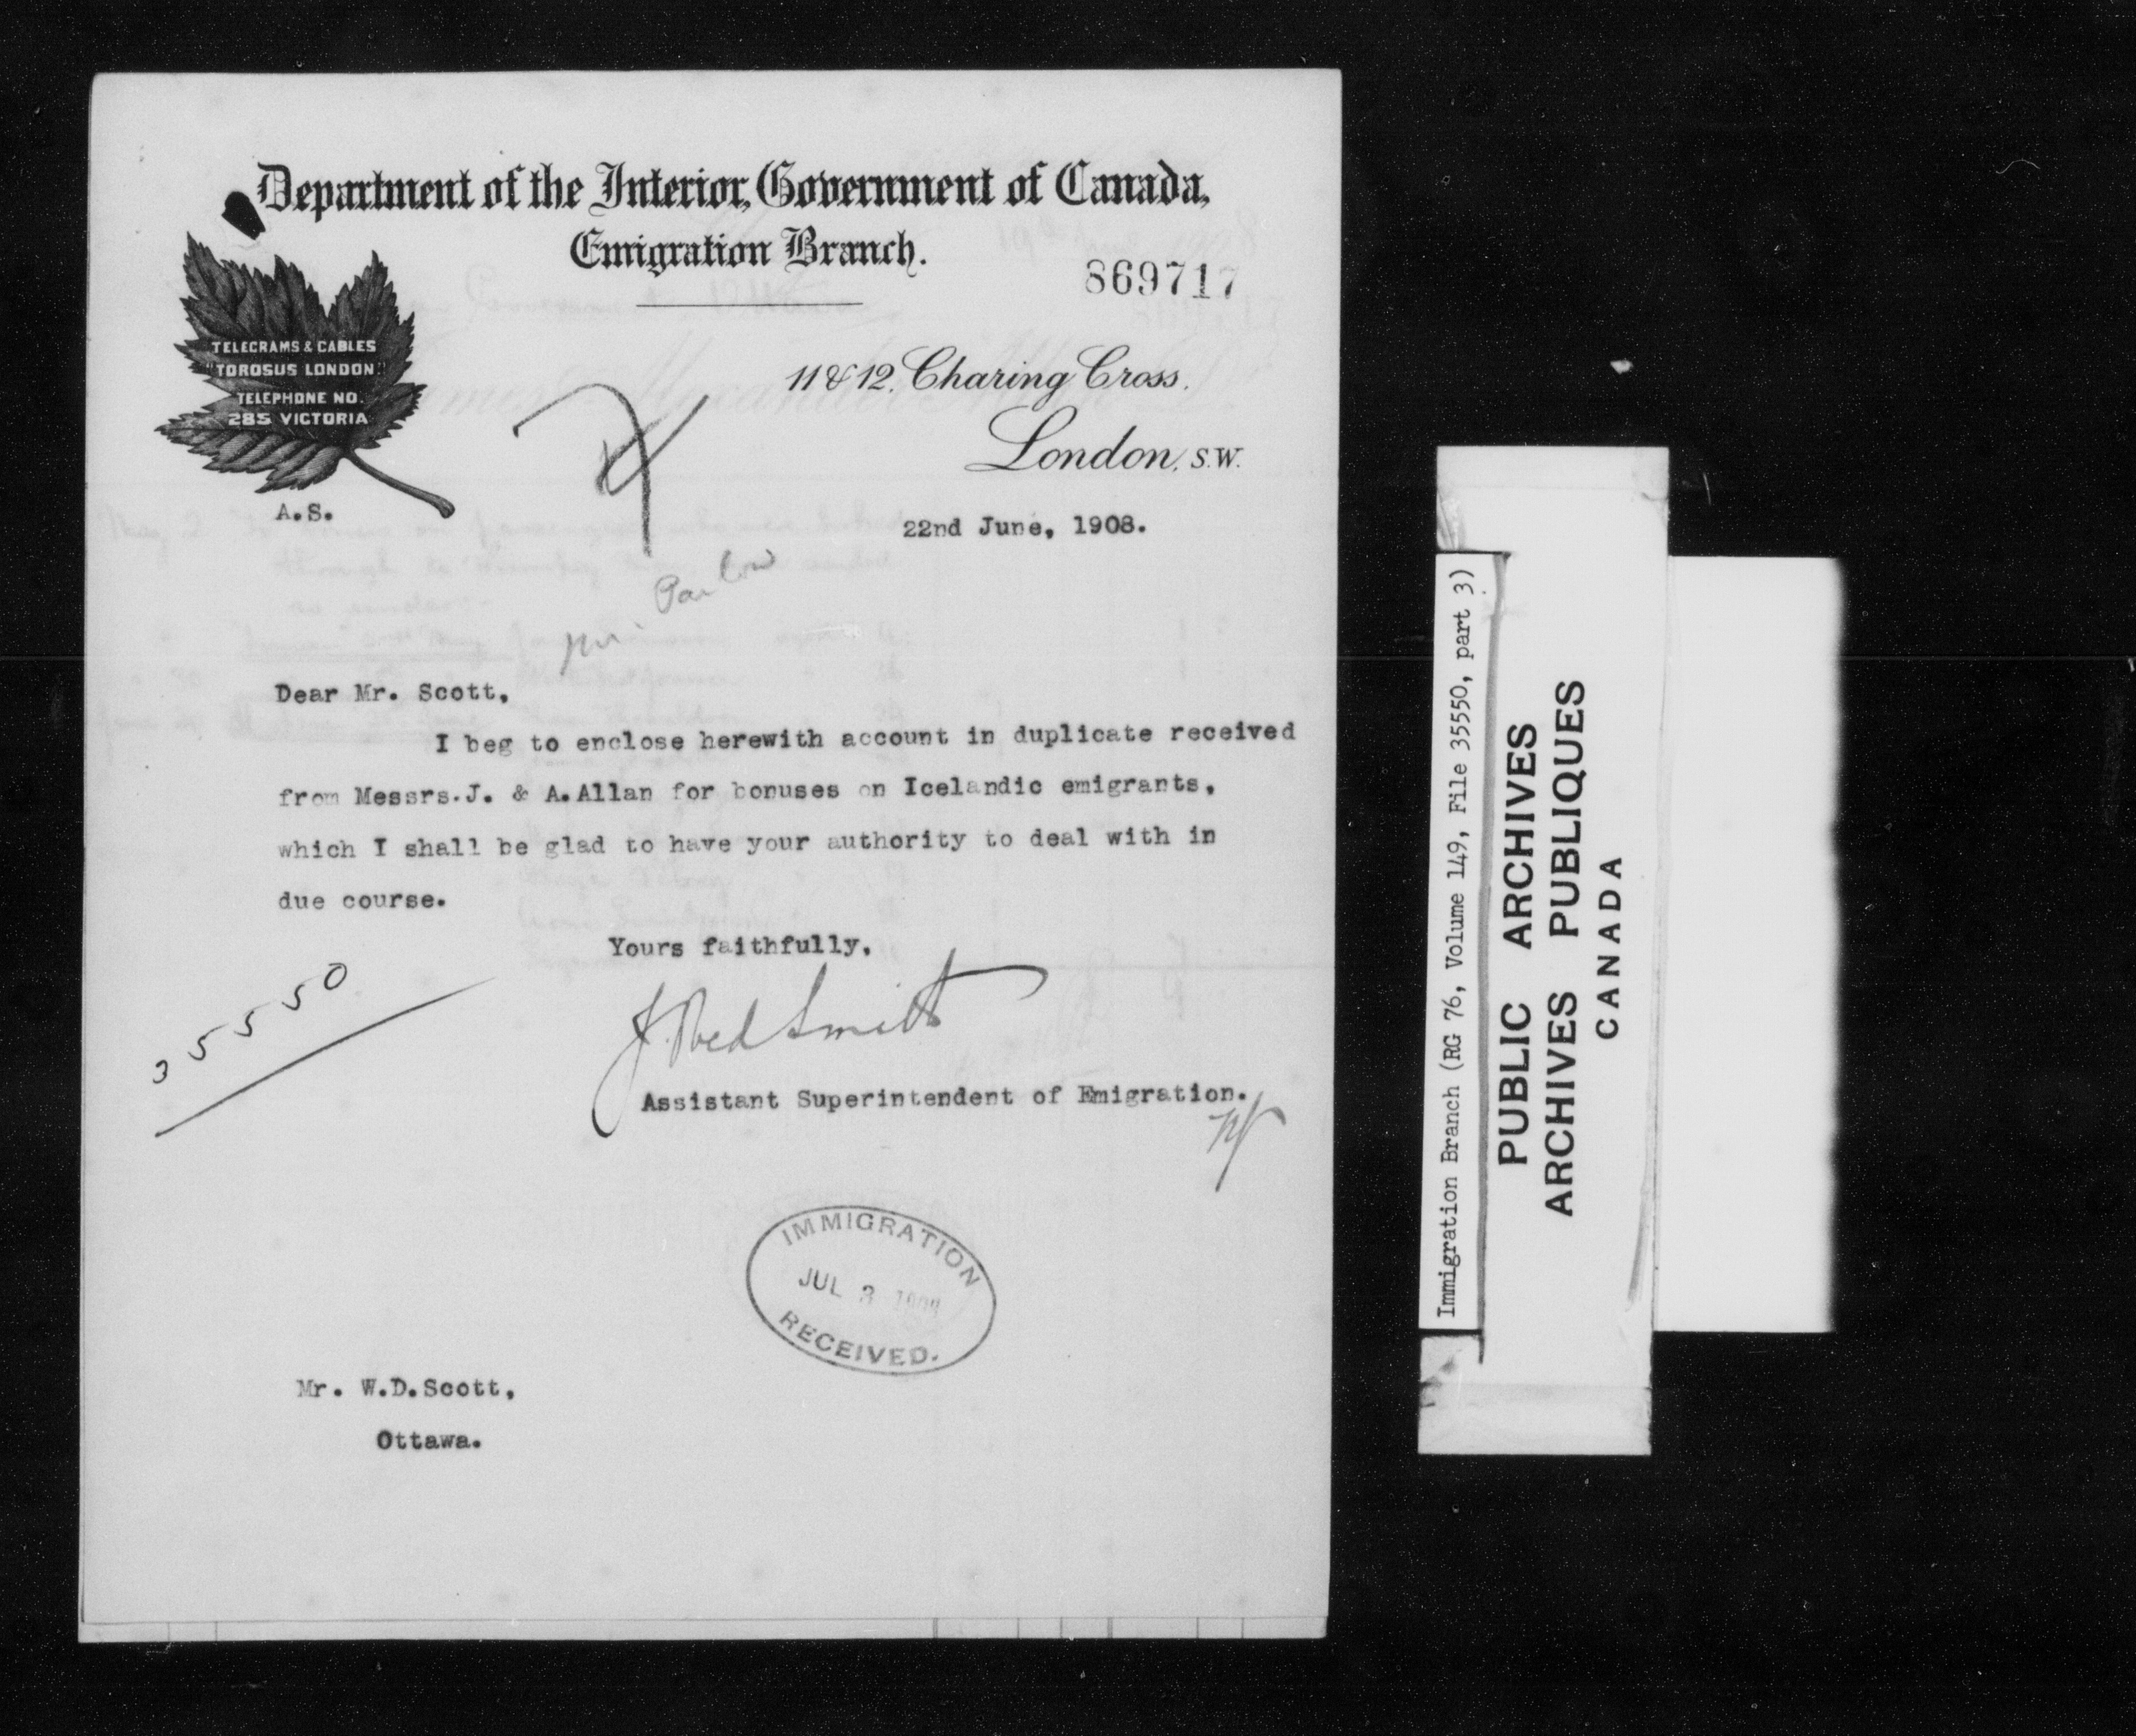 Department of the Interior, Government of Canada,
Emigration Branch.
869717
TELEGRAMS & CABLES
"TOROSUS LONDON"
TELEPHONE NO.
285 VICTORIA
11 & 12, Charing Cross,
London, S.W.
A.S.
22nd June, 1908.
Dear Mr. Scott,
I beg to enclose herewith account in duplicate received
from Messrs.J. & A.Allan for bonuses on Icelandic emigrants,
which I shall be glad to have your authority to deal with in
due course.
Yours faithfully,
35550
J. Obed Smith
Assistant Superintendent of Emigration.
IMMIGRATION
JUL 3 1908
RECEIVED.
Mr. W.D.Scott,
Ottawa.
Immigration Branch (RG 76, Volume 149, File 35550, part 3)
PUBLIC ARCHIVES
ARCHIVES PUBLIQUES
CANADA